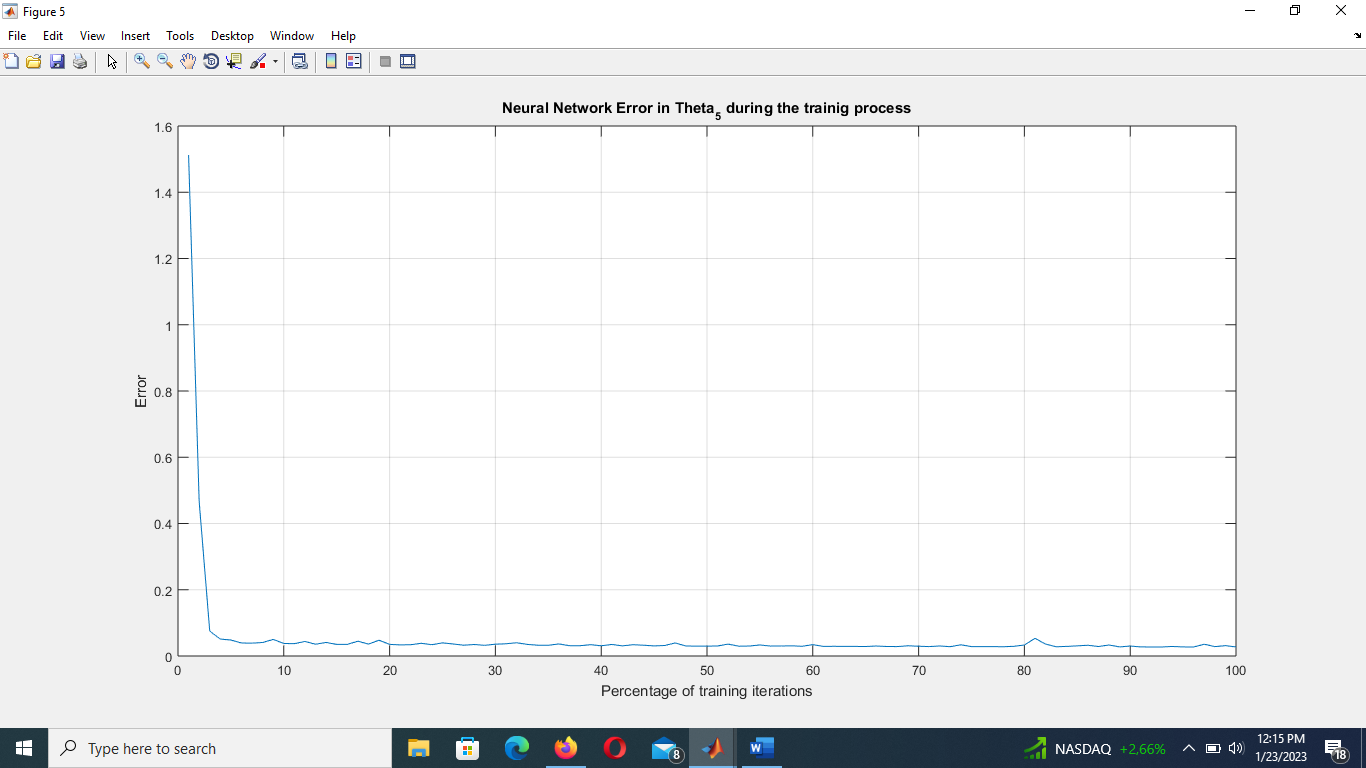 Figure 5
File Edit View Insert Tools Desktop Window Help
Neural Network Error in Theta5 during the trainig process
1.6
1.4
1.2
1
0.8
0.6
0.4
0.2
0
Error
0 10 20 30 40 50 60 70 80 90 100
Percentage of training iterations
Type here to search
8
W
NASDAQ +2,66%
12:15 PM
1/23/2023
18